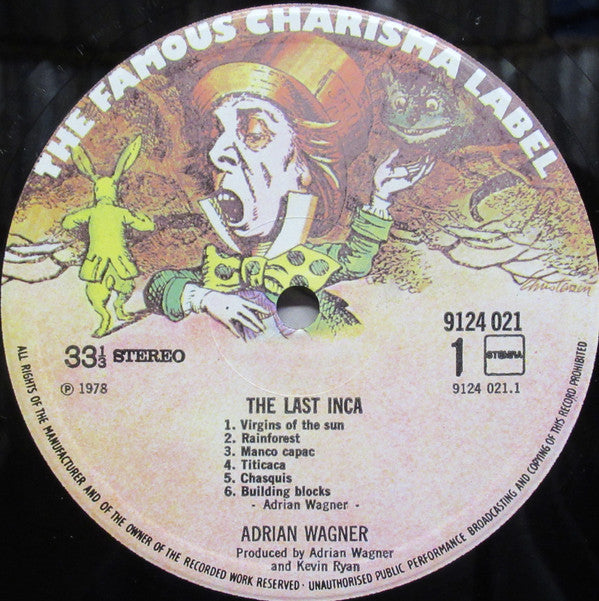 THE FAMOUS CHARISMA LABEL
9124 021
33⅓ STEREO
1
STEMRA
℗ 1978
9124 021.1
THE LAST INCA
1. Virgins of the sun
2. Rainforest
3. Manco capac
4. Titicaca
5. Chasquis
6. Building blocks
- Adrian Wagner -
ADRIAN WAGNER
Produced by Adrian Wagner
and Kevin Ryan
ALL RIGHTS OF THE MANUFACTURER AND OF THE OWNER OF THE RECORDED WORK RESERVED · UNAUTHORISED PUBLIC PERFORMANCE BROADCASTING AND COPYING OF THIS RECORD PROHIBITED